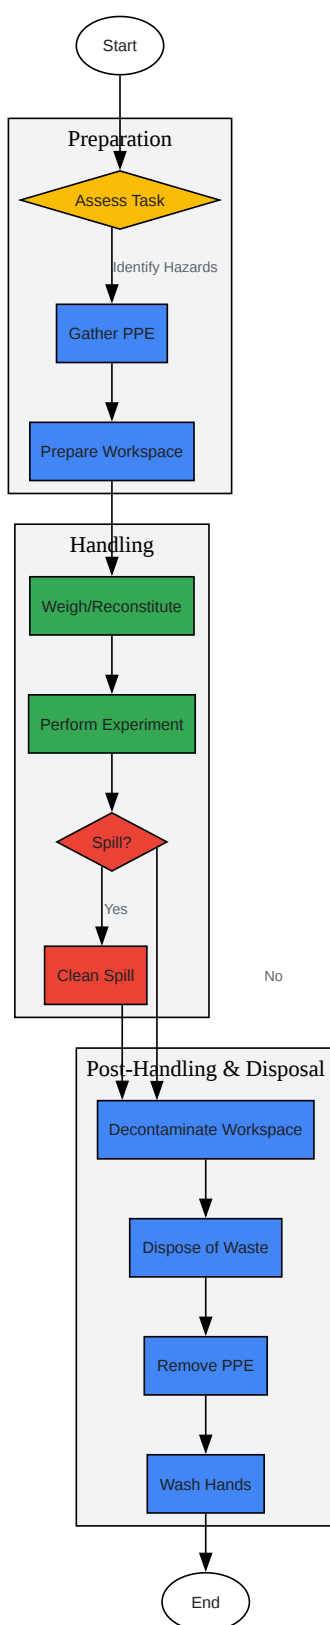 Start
Preparation
Assess Task
Identify Hazards
Gather PPE
Prepare Workspace
Handling
Weigh/Reconstitute
Perform Experiment
Spill?
Yes
Clean Spill
No
Post-Handling & Disposal
Decontaminate Workspace
Dispose of Waste
Remove PPE
Wash Hands
End